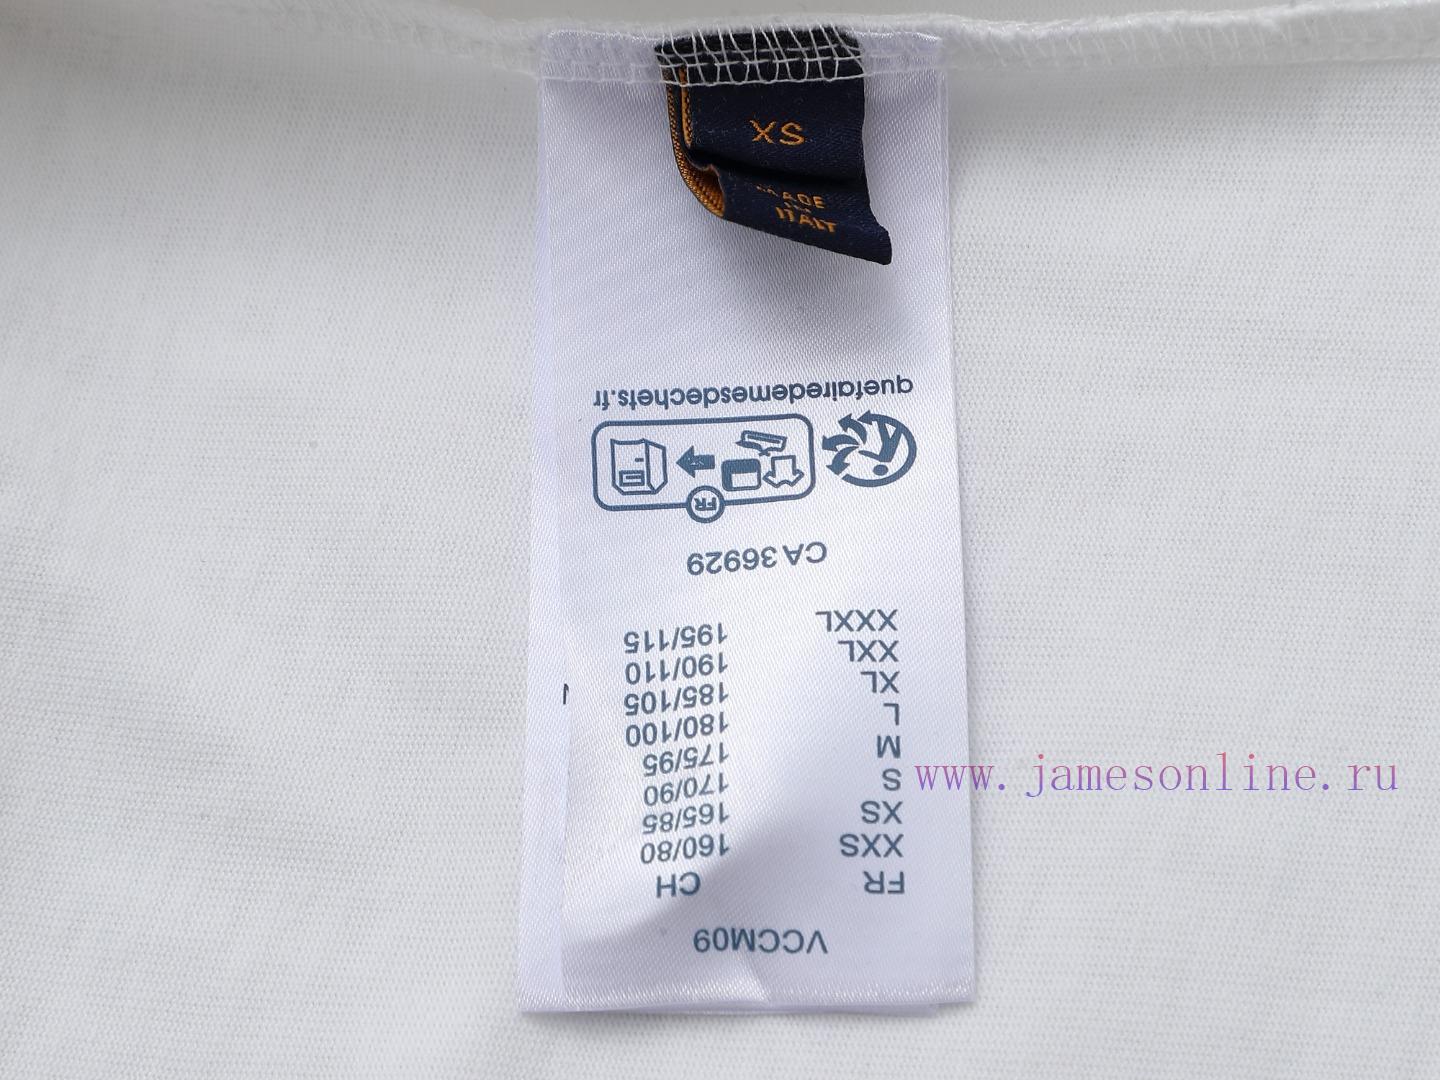 XS
MADE
IN
ITALY
VCCM09
FR CH
XXS 160/80
XS 165/85
S 170/90
M 175/95
L 180/100
XL 185/105
XXL 190/110
XXXL 195/115
CA 36929
FR
quefairedemesdechets.fr
www.jamesonline.ru